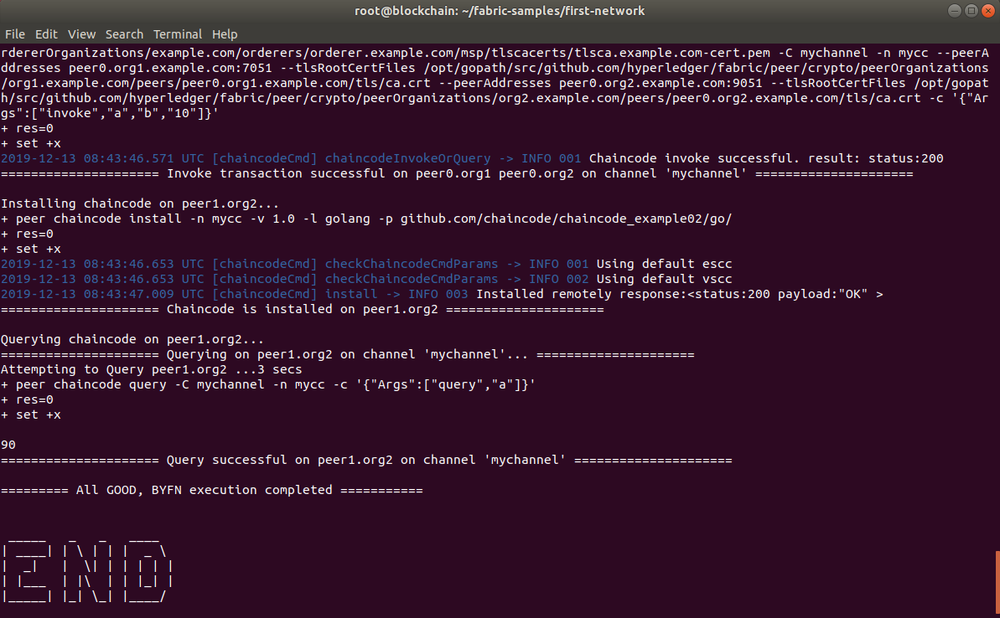 root@blockchain: ~/fabric-samples/first-network
File Edit View Search Terminal Help
rdererOrganizations/example.com/orderers/orderer.example.com/msp/tlscacerts/tlsca.example.com-cert.pem -C mychannel -n mycc --peerA
ddresses peer0.org1.example.com:7051 --tlsRootCertFiles /opt/gopath/src/github.com/hyperledger/fabric/peer/crypto/peerOrganizations
/org1.example.com/peers/peer0.org1.example.com/tls/ca.crt --peerAddresses peer0.org2.example.com:9051 --tlsRootCertFiles /opt/gopat
h/src/github.com/hyperledger/fabric/peer/crypto/peerOrganizations/org2.example.com/peers/peer0.org2.example.com/tls/ca.crt -c '{"Ar
gs":["invoke","a","b","10"]}'
+ res=0
+ set +x
2019-12-13 08:43:46.571 UTC [chaincodeCmd] chaincodeInvokeOrQuery -> INFO 001 Chaincode invoke successful. result: status:200
===================== Invoke transaction successful on peer0.org1 peer0.org2 on channel 'mychannel' =====================
Installing chaincode on peer1.org2...
+ peer chaincode install -n mycc -v 1.0 -l golang -p github.com/chaincode/chaincode_example02/go/
+ res=0
+ set +x
2019-12-13 08:43:46.653 UTC [chaincodeCmd] checkChaincodeCmdParams -> INFO 001 Using default escc
2019-12-13 08:43:46.653 UTC [chaincodeCmd] checkChaincodeCmdParams -> INFO 002 Using default vscc
2019-12-13 08:43:47.009 UTC [chaincodeCmd] install -> INFO 003 Installed remotely response:<status:200 payload:"OK" >
===================== Chaincode is installed on peer1.org2 =====================
Querying chaincode on peer1.org2...
===================== Querying on peer1.org2 on channel 'mychannel'... =====================
Attempting to Query peer1.org2 ...3 secs
+ peer chaincode query -C mychannel -n mycc -c '{"Args":["query","a"]}'
+ res=0
+ set +x
90
===================== Query successful on peer1.org2 on channel 'mychannel' =====================
========= All GOOD, BYFN execution completed ===========
END